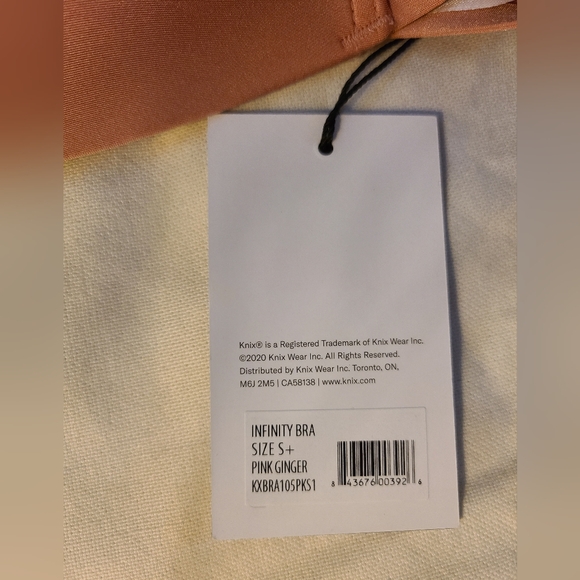 Knix® is a Registered Trademark of Knix Wear Inc.
©2020 Knix Wear Inc. All Rights Reserved.
Distributed by Knix Wear Inc. Toronto, ON,
M6J 2M5 | CA58138 | www.knix.com
INFINITY BRA
SIZE S+
PINK GINGER
KXBRA105PKS1
8 43676 00392 6